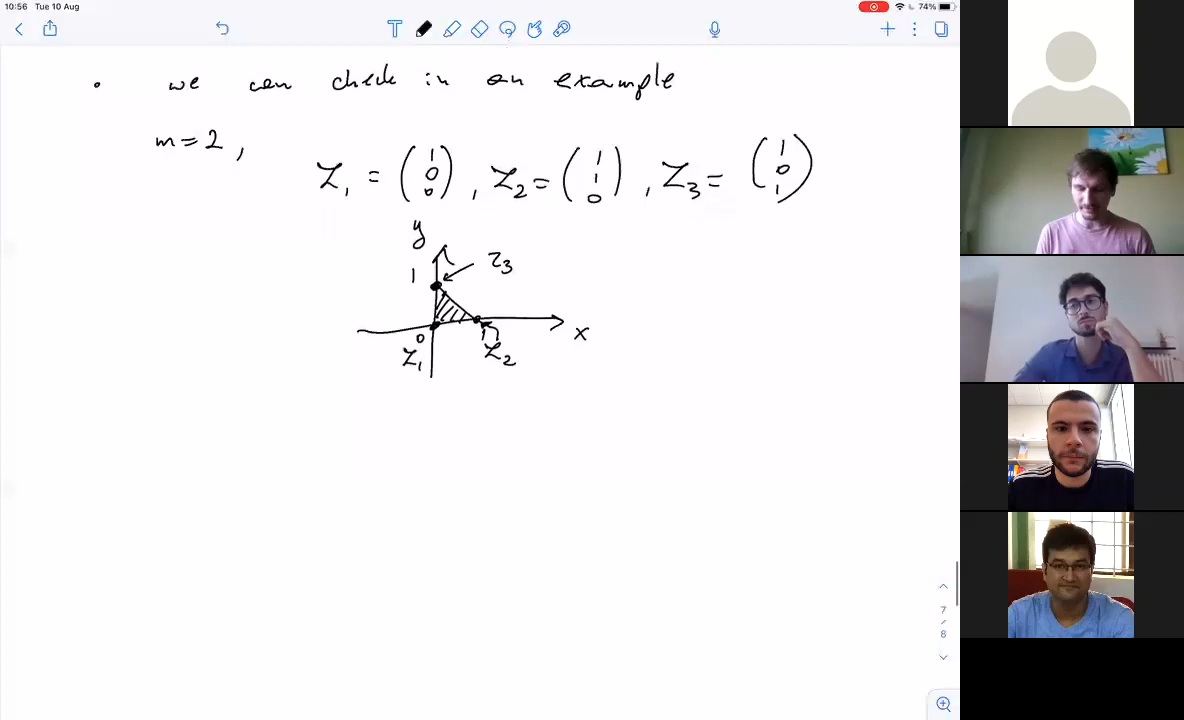 10:56 Tue 10 Aug 74%
• we can check in an example
m = 2,
Z₁ = (1 0 0), Z₂ = (1 1 0), Z₃ = (1 0 1)
y
1 Z₃
0 1 x
Z₁ Z₂
7
/
8